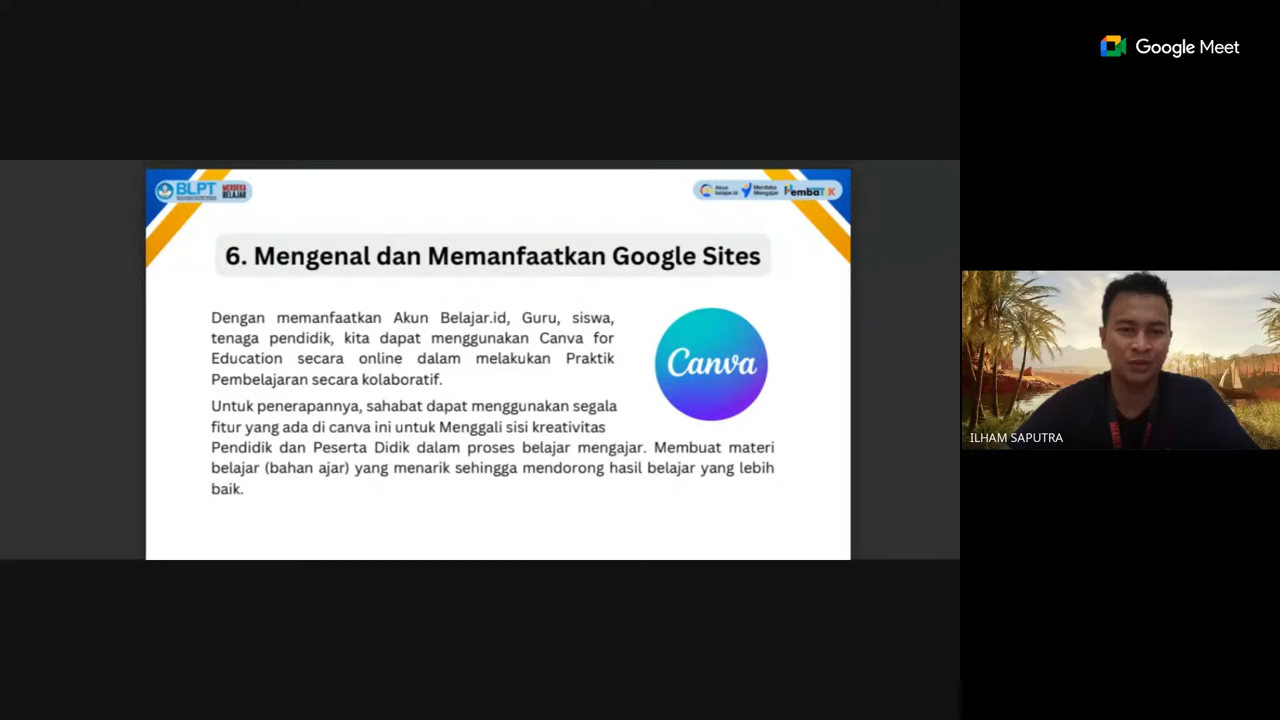 Google Meet
BLPT
MERDEKA
BELAJAR
Akun
belajar.id
Merdeka
Mengajar
PembaTIK
6. Mengenal dan Memanfaatkan Google Sites
Dengan memanfaatkan Akun Belajar.id, Guru, siswa,
tenaga pendidik, kita dapat menggunakan Canva for
Education secara online dalam melakukan Praktik
Pembelajaran secara kolaboratif.
Canva
Untuk penerapannya, sahabat dapat menggunakan segala
fitur yang ada di canva ini untuk Menggali sisi kreativitas
Pendidik dan Peserta Didik dalam proses belajar mengajar. Membuat materi
belajar (bahan ajar) yang menarik sehingga mendorong hasil belajar yang lebih
baik.
ILHAM SAPUTRA